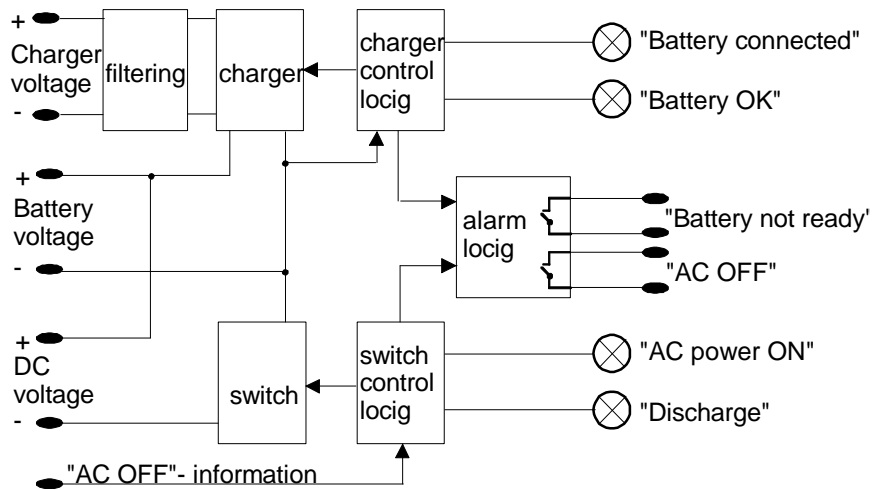 +
Charger
voltage
-
filtering
charger
charger
control
locig
"Battery connected"
"Battery OK"
+
Battery
voltage
-
alarm
locig
"Battery not ready'
"AC OFF"
+
DC
voltage
-
switch
switch
control
locig
"AC power ON"
"Discharge"
"AC OFF"- information